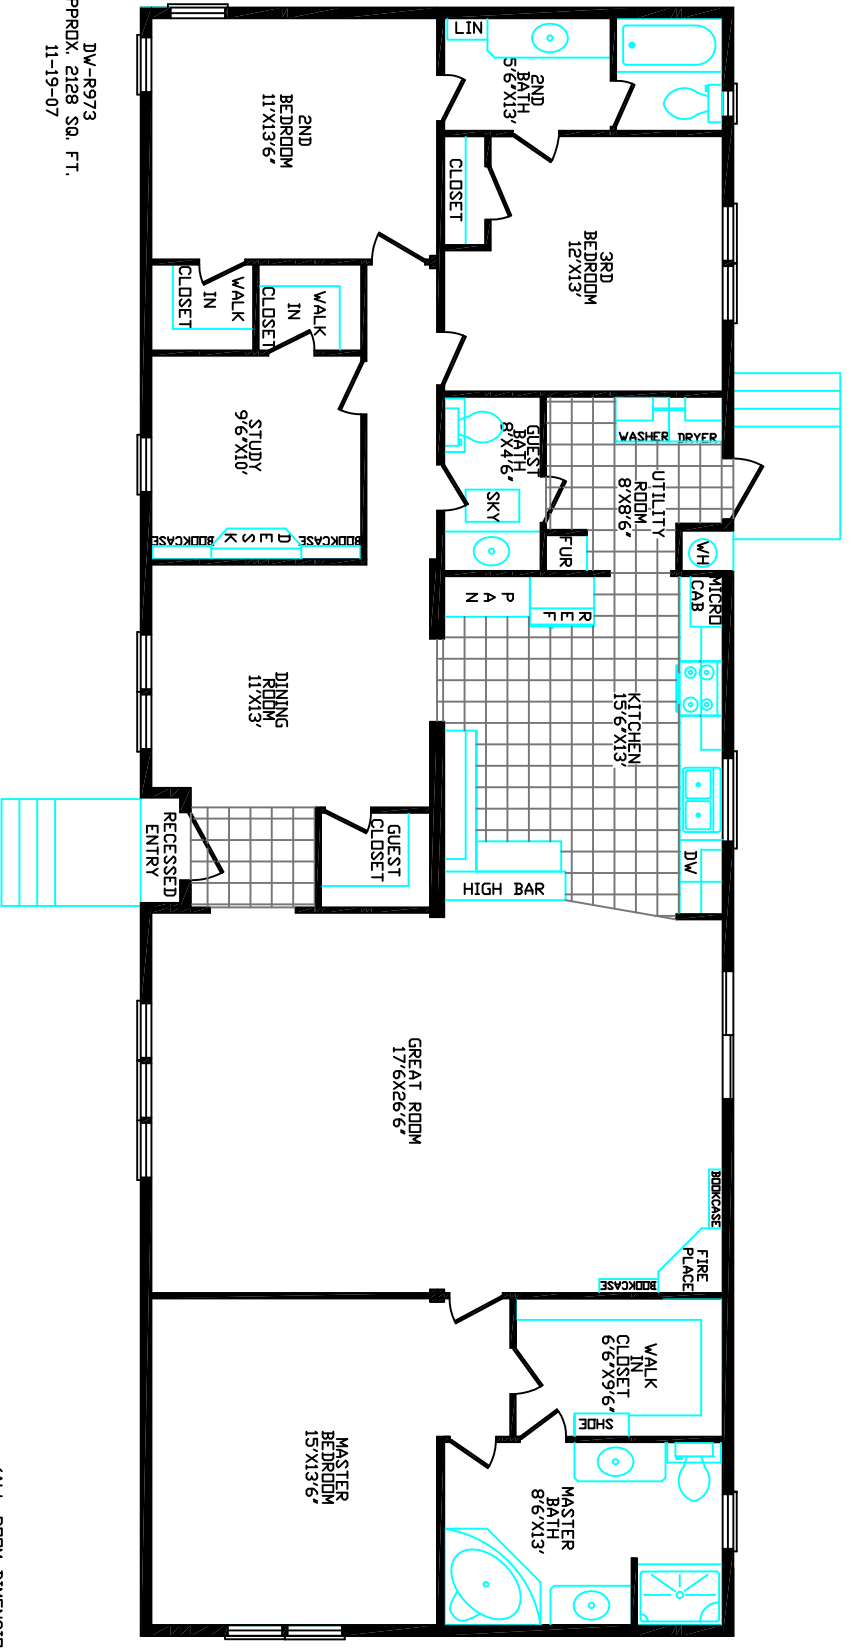 DW-R973
APPROX. 2128 SQ. FT.
11-19-07
LIN
2ND
BATH
5'6"X13'
2ND
BEDROOM
11'X13'6"
CLOSET
3RD
BEDROOM
12'X13'
WALK
IN
CLOSET
WALK
IN
CLOSET
STUDY
9'6"X10'
BOOKCASE
DESK
BOOKCASE
GUEST
BATH
8'X4'6"
SKY
WASHER
DRYER
UTILITY
ROOM
8'X8'6"
FUR
WH
MICRO
CAB
PAN
REF
KITCHEN
15'6"X13'
DW
HIGH BAR
DINING
ROOM
11'X13'
GUEST
CLOSET
RECESSED
ENTRY
GREAT ROOM
17'6X26'6"
BOOKCASE
FIRE
PLACE
BOOKCASE
WALK
IN
CLOSET
6'6"X9'6"
SHOE
MASTER
BEDROOM
15'X13'6"
MASTER
BATH
8'6"X13'